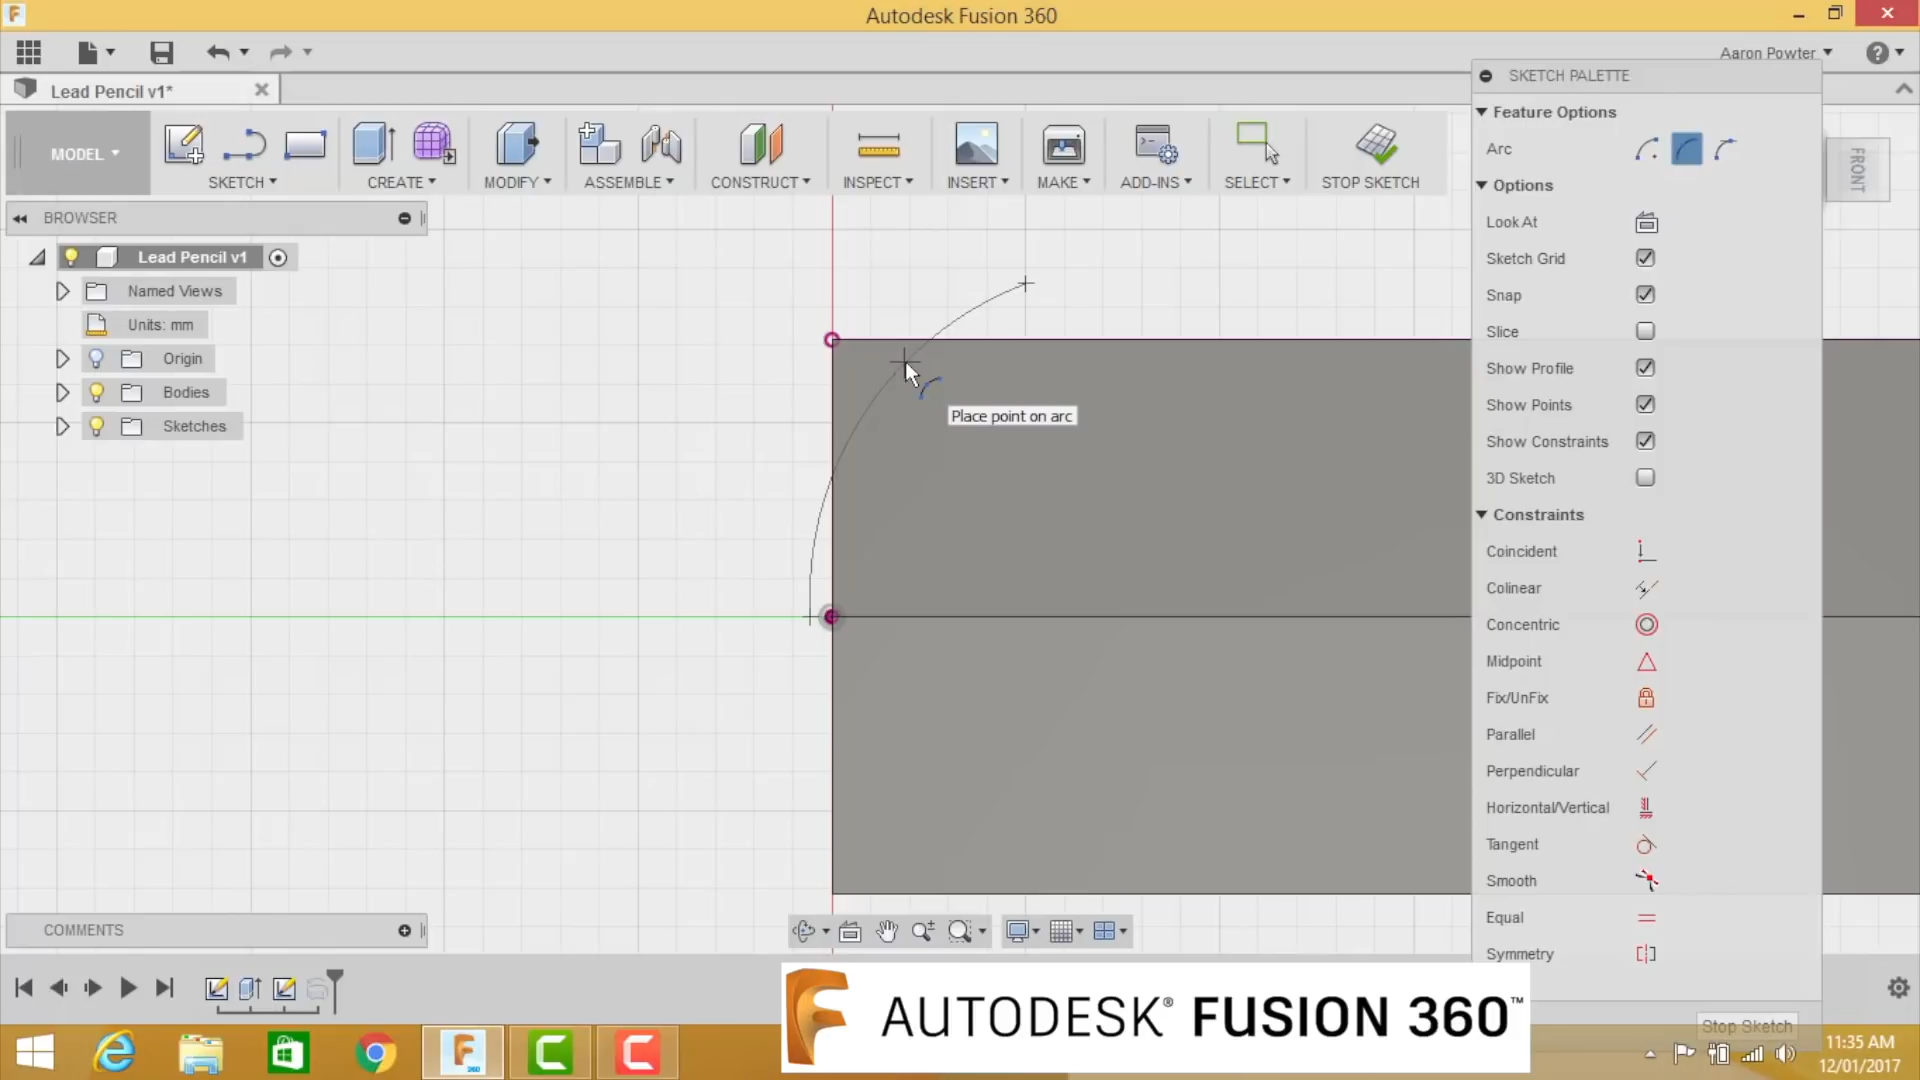 Autodesk Fusion 360
Aaron Powter
Lead Pencil v1*
SKETCH PALETTE
Feature Options
Arc
Options
Look At
Sketch Grid
Snap
Slice
Show Profile
Show Points
Show Constraints
3D Sketch
Constraints
Coincident
Colinear
Concentric
Midpoint
Fix/UnFix
Parallel
Perpendicular
Horizontal/Vertical
Tangent
Smooth
Equal
Symmetry
Stop Sketch
MODEL
SKETCH
CREATE
MODIFY
ASSEMBLE
CONSTRUCT
INSPECT
INSERT
MAKE
ADD-INS
SELECT
STOP SKETCH
FRONT
BROWSER
Lead Pencil v1
Named Views
Units: mm
Origin
Bodies
Sketches
Place point on arc
COMMENTS
AUTODESK® FUSION 360™
360
11:35 AM
12/01/2017